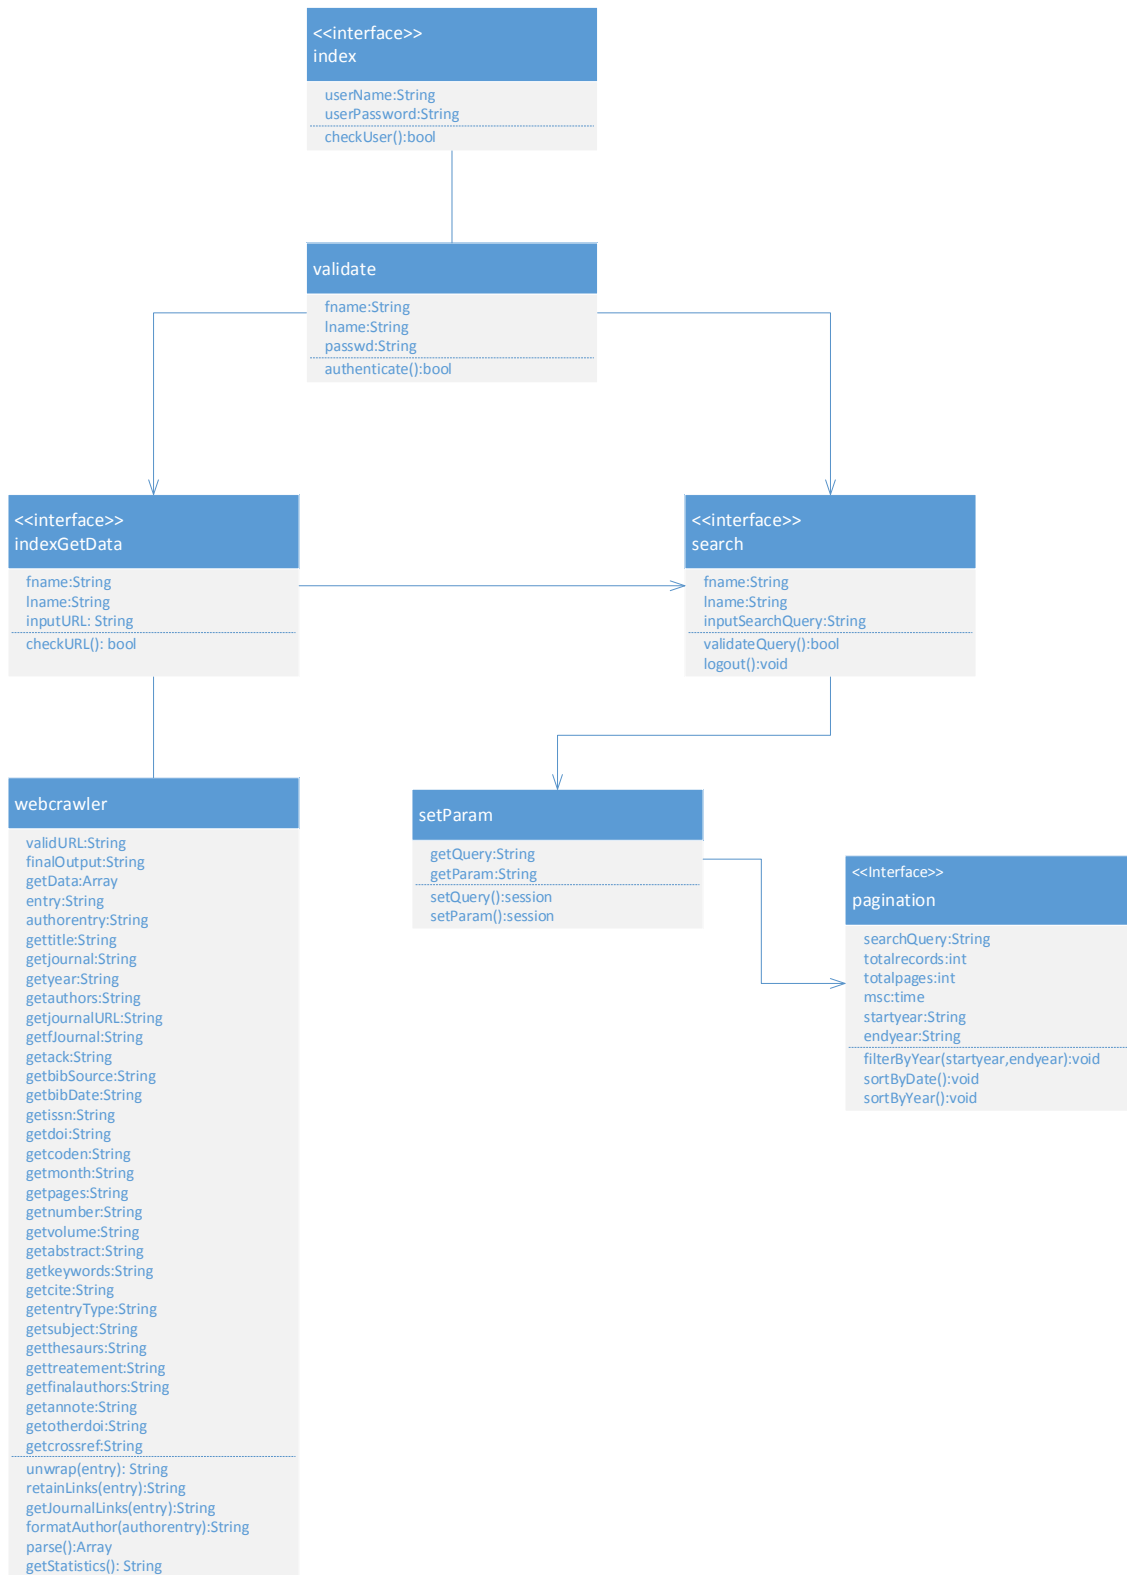 <<interface>>
index
userName:String
userPassword:String
checkUser():bool
validate
fname:String
lname:String
passwd:String
authenticate():bool
<<interface>>
indexGetData
fname:String
lname:String
inputURL: String
checkURL(): bool
<<interface>>
search
fname:String
lname:String
inputSearchQuery:String
validateQuery():bool
logout():void
webcrawler
validURL:String
finalOutput:String
getData:Array
entry:String
authorentry:String
gettitle:String
getjournal:String
getyear:String
getauthors:String
getjournalURL:String
getfJournal:String
getack:String
getbibSource:String
getbibDate:String
getissn:String
getdoi:String
getcoden:String
getmonth:String
getpages:String
getnumber:String
getvolume:String
getabstract:String
getkeywords:String
getcite:String
getentryType:String
getsubject:String
getthesaurs:String
gettreatement:String
getfinalauthors:String
getannote:String
getotherdoi:String
getcrossref:String
unwrap(entry): String
retainLinks(entry):String
getJournalLinks(entry):String
formatAuthor(authorentry):String
parse():Array
getStatistics(): String
setParam
getQuery:String
getParam:String
setQuery():session
setParam():session
<<Interface>>
pagination
searchQuery:String
totalrecords:int
totalpages:int
msc:time
startyear:String
endyear:String
filterByYear(startyear,endyear):void
sortByDate():void
sortByYear():void